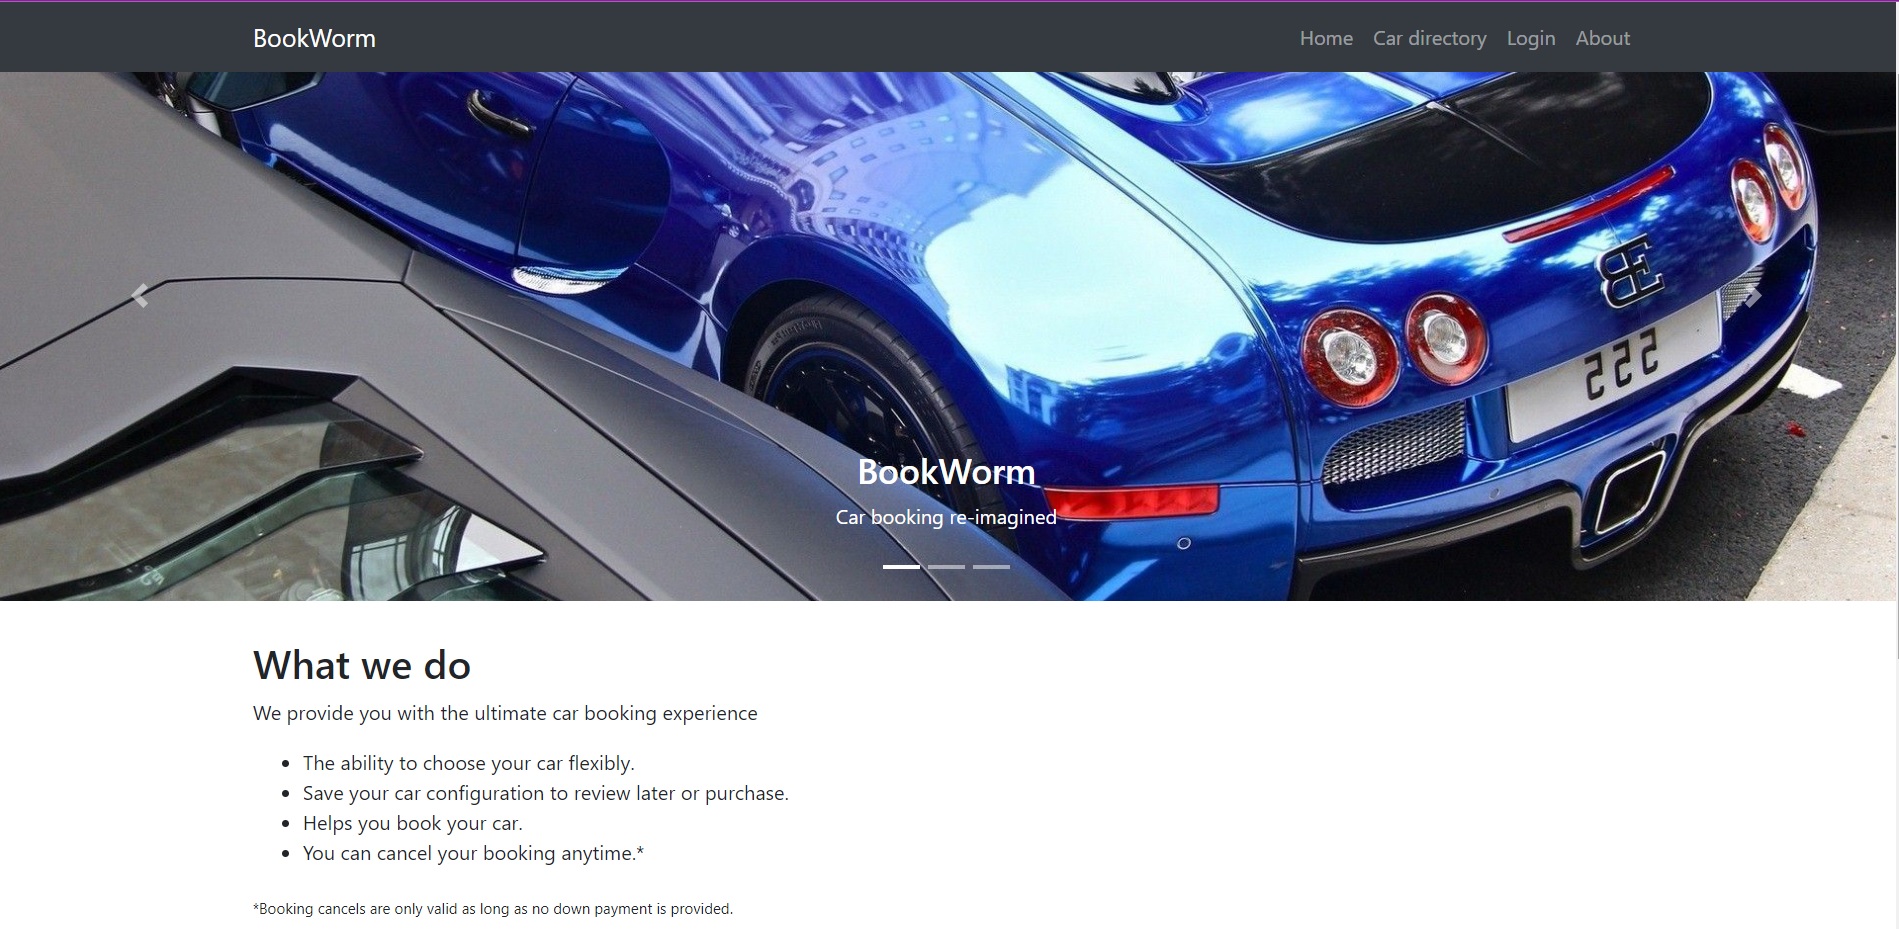 BookWorm
Home Car directory Login About
222
BookWorm
Car booking re-imagined
What we do
We provide you with the ultimate car booking experience
• The ability to choose your car flexibly.
• Save your car configuration to review later or purchase.
• Helps you book your car.
• You can cancel your booking anytime.*
*Booking cancels are only valid as long as no down payment is provided.